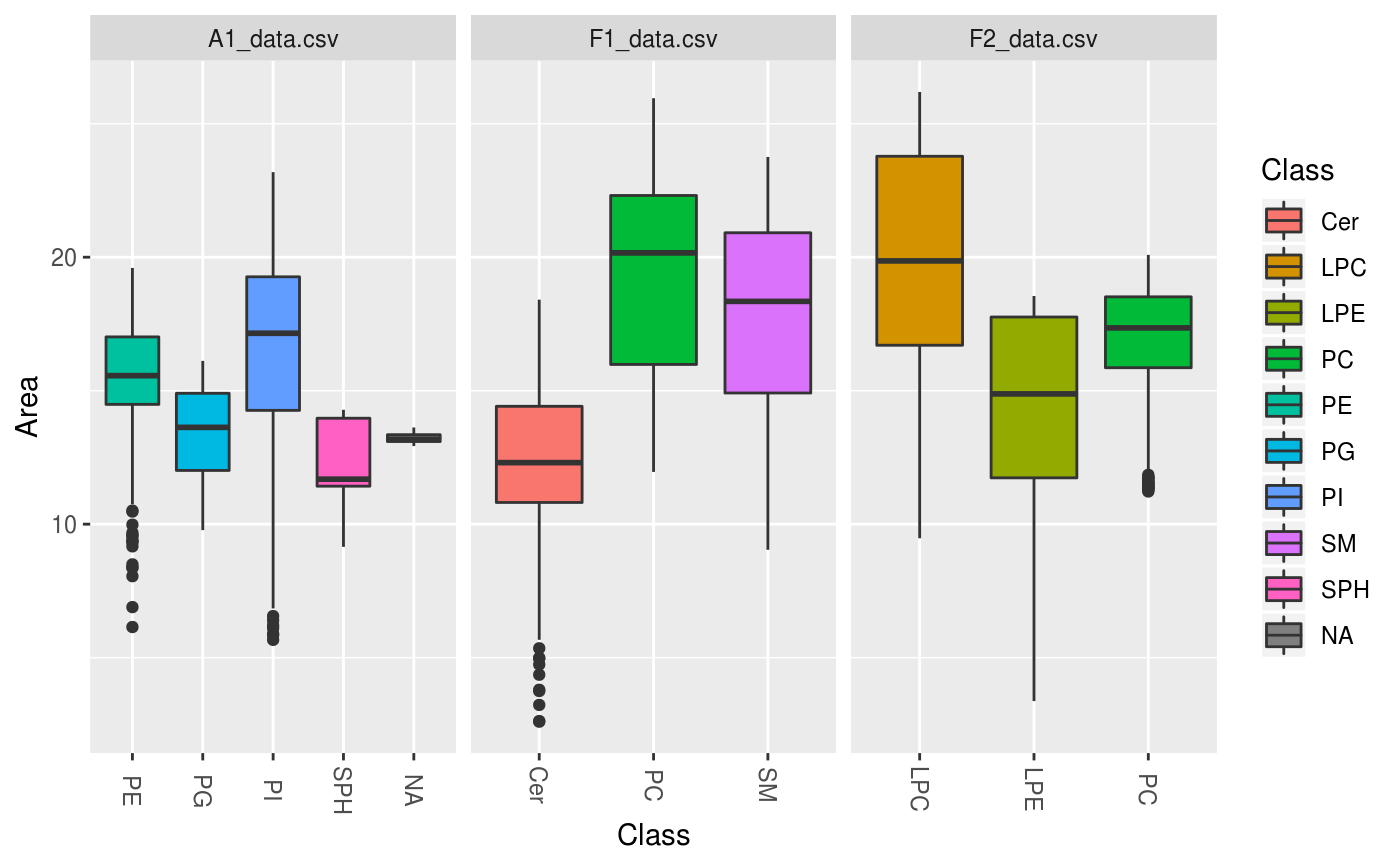 A1_data.csv
F1_data.csv
F2_data.csv
Area
20
10
PE
PG
PI
SPH
NA
Cer
PC
SM
LPC
LPE
PC
Class
Class
Cer
LPC
LPE
PC
PE
PG
PI
SM
SPH
NA